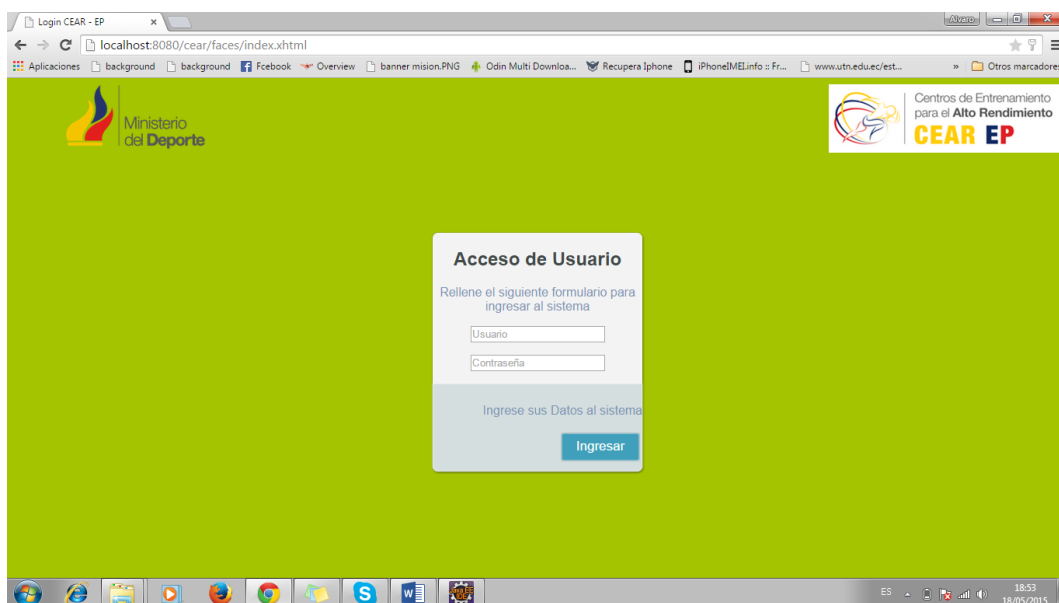 Login CEAR - EP
Alvaro
localhost:8080/cear/faces/index.xhtml
Aplicaciones background background Fcebook Overview banner mision.PNG Odin Multi Downloa... Recupera Iphone iPhoneIMEI.info :: Fr... www.utn.edu.ec/est... » Otros marcadores
Ministerio
del Deporte
Centros de Entrenamiento
para el Alto Rendimiento
CEAR EP
Acceso de Usuario
Rellene el siguiente formulario para
ingresar al sistema
Usuario
Contraseña
Ingrese sus Datos al sistema
Ingresar
ES
18:53
18/05/2015